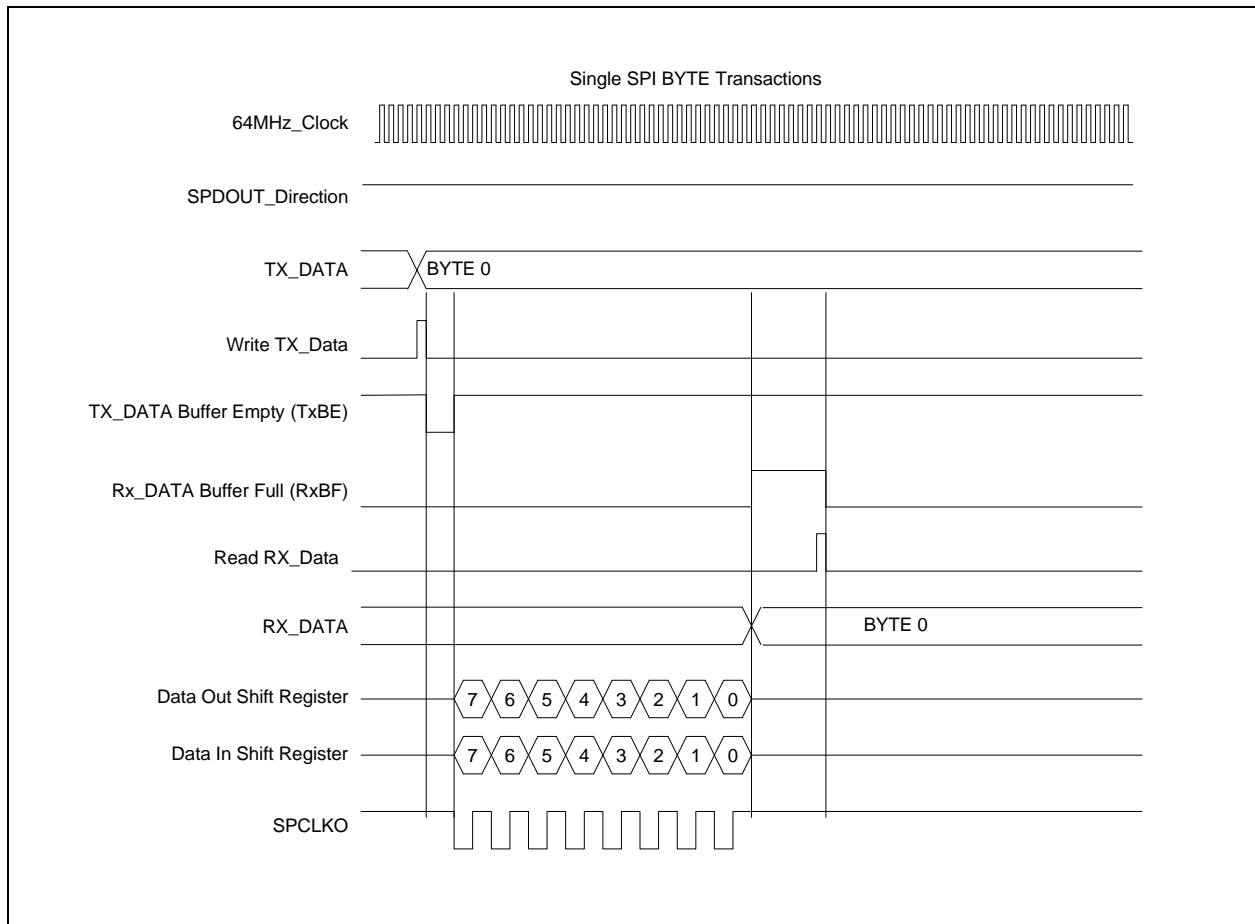 Single SPI BYTE Transactions
64MHz_Clock
SPDOUT_Direction
TX_DATA
BYTE 0
Write TX_Data
TX_DATA Buffer Empty (TxBE)
Rx_DATA Buffer Full (RxBF)
Read RX_Data
RX_DATA
BYTE 0
Data Out Shift Register
7 6 5 4 3 2 1 0
Data In Shift Register
7 6 5 4 3 2 1 0
SPCLKO